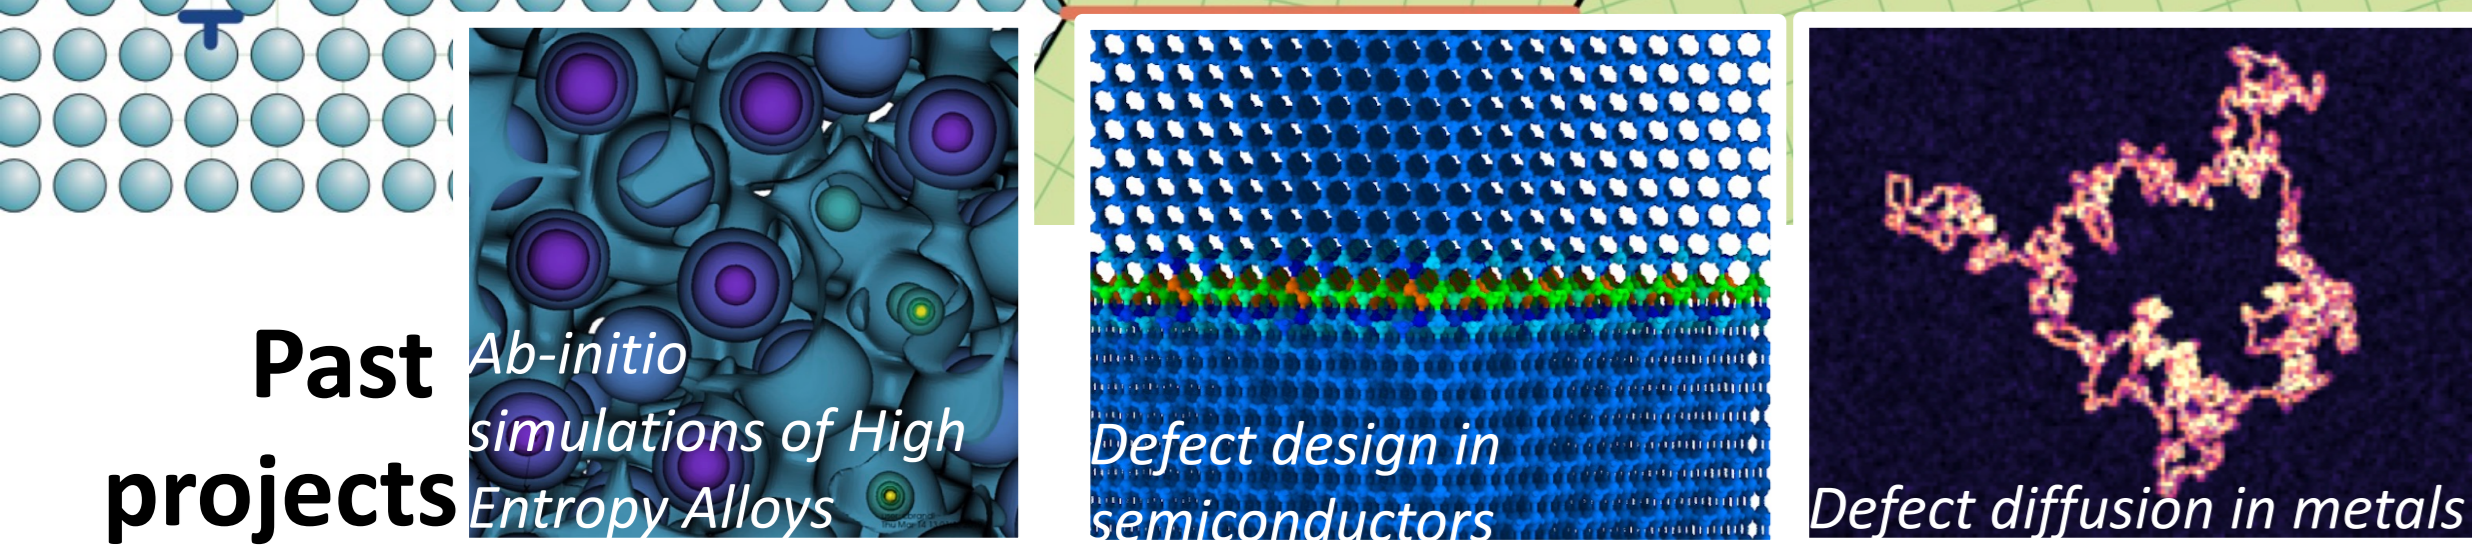 Past
projects
Ab-initio
simulations of High
Entropy Alloys
Defect design in
semiconductors
Defect diffusion in metals